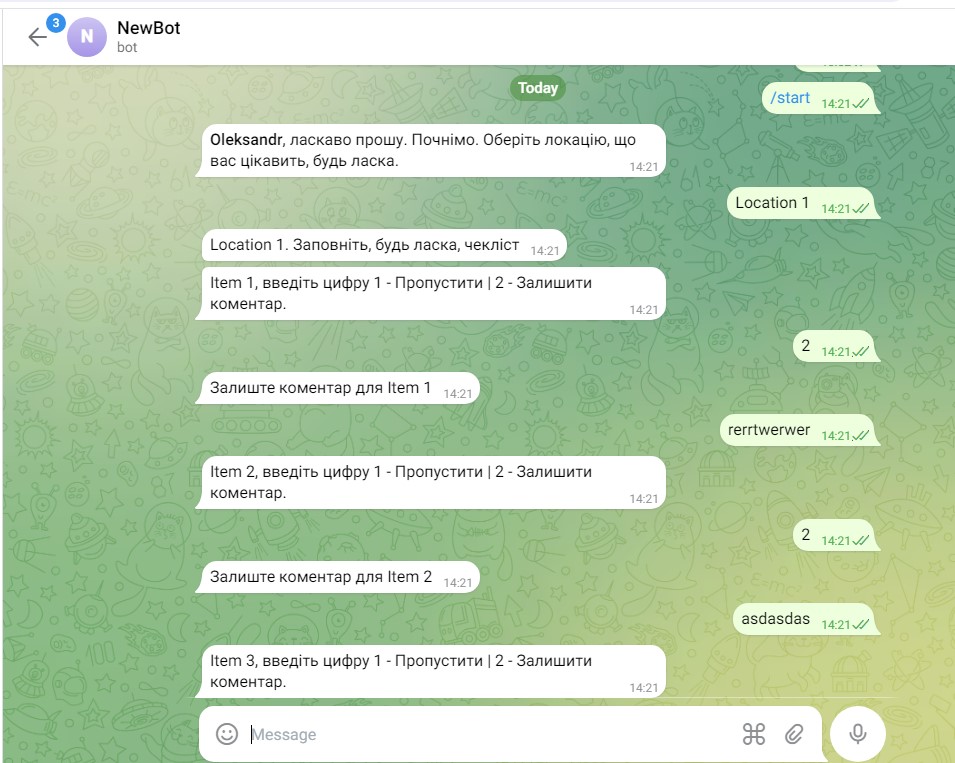 3
N
NewBot
bot
Today
/start 14:21
Oleksandr, ласкаво прошу. Почнімо. Оберіть локацію, що
вас цікавить, будь ласка. 14:21
Location 1 14:21
Location 1. Заповніть, будь ласка, чекліст 14:21
Item 1, введіть цифру 1 - Пропустити | 2 - Залишити
коментар. 14:21
2 14:21
Залиште коментар для Item 1 14:21
rerrtwerwer 14:21
Item 2, введіть цифру 1 - Пропустити | 2 - Залишити
коментар. 14:21
2 14:21
Залиште коментар для Item 2 14:21
asdasdas 14:21
Item 3, введіть цифру 1 - Пропустити | 2 - Залишити
коментар. 14:21
Message